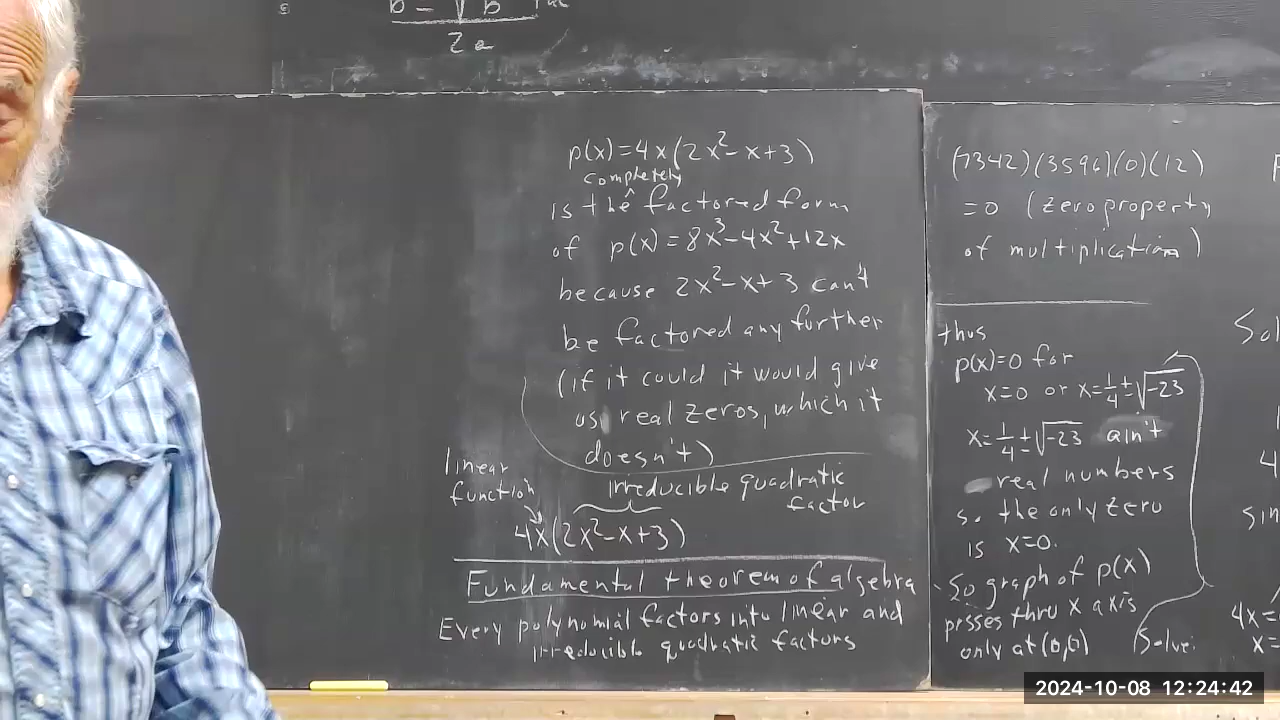 b - √b
2a
p(x)=4x(2x²-x+3)
completely
is the factored form
of p(x)=8x³-4x²+12x
because 2x²-x+3 can't
be factored any further
(if it could it would give
us real zeros, which it
doesn't)
linear
function
irreducible quadratic
factor
4x(2x²-x+3)
Fundamental theorem of algebra
Every polynomial factors into linear and
irreducible quadratic factors
(7342)(3596)(0)(12)
=0 (zero property
of multiplication)
thus
p(x)=0 for
x=0 or x=1/4±√-23
x=1/4±√-23 ain't
real numbers
so the only zero
is x=0.
So graph of p(x)
passes thru x axis
only at (0,0)
Solve:
Sol
4
sin
4x=
x=
2024-10-08 12:24:42